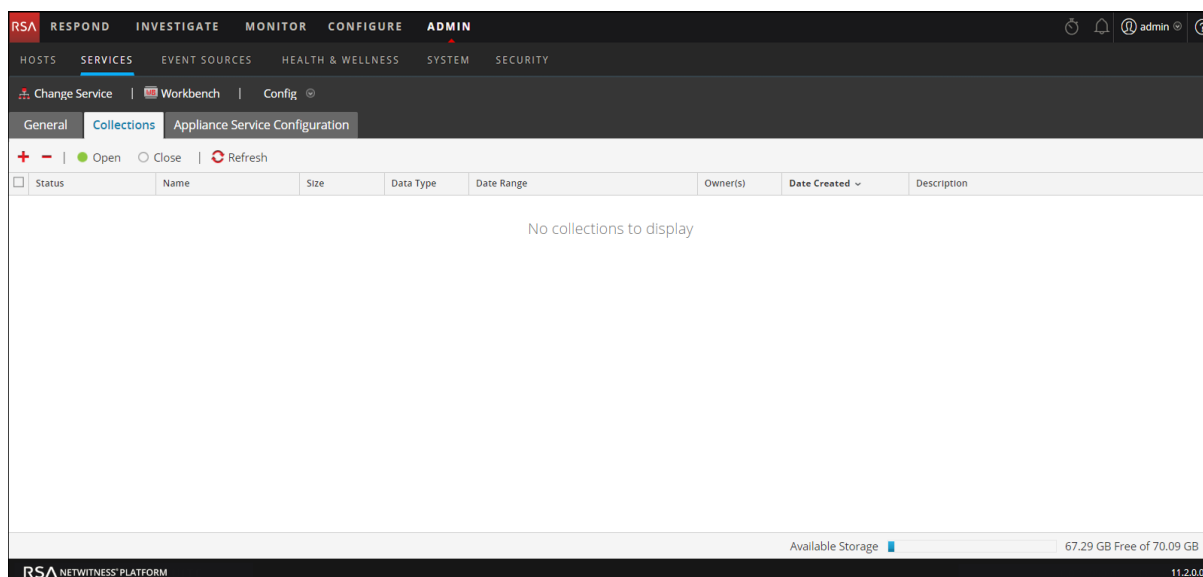 RSA RESPOND INVESTIGATE MONITOR CONFIGURE ADMIN admin
HOSTS SERVICES EVENT SOURCES HEALTH & WELLNESS SYSTEM SECURITY
Change Service | Workbench | Config
General Collections Appliance Service Configuration
Open Close | Refresh
Status Name Size Data Type Date Range Owner(s) Date Created Description
No collections to display
Available Storage 67.29 GB Free of 70.09 GB
RSA NETWITNESS® PLATFORM 11.2.0.0